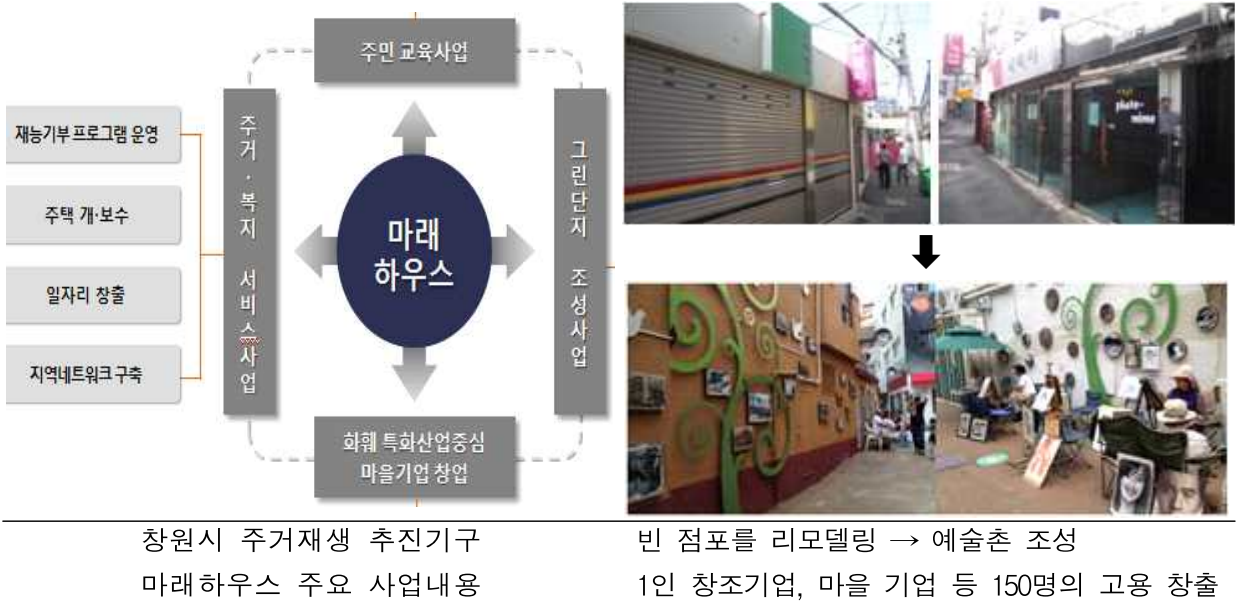 주민 교육사업
재능기부 프로그램 운영
주택 개·보수
일자리 창출
지역네트워크 구축
주거·복지 서비스사업
마래
하우스
그린단지 조성사업
화훼 특화산업중심
마을기업 창업
photo-
mime
창원시 주거재생 추진기구
마래하우스 주요 사업내용
빈 점포를 리모델링 → 예술촌 조성
1인 창조기업, 마을 기업 등 150명의 고용 창출